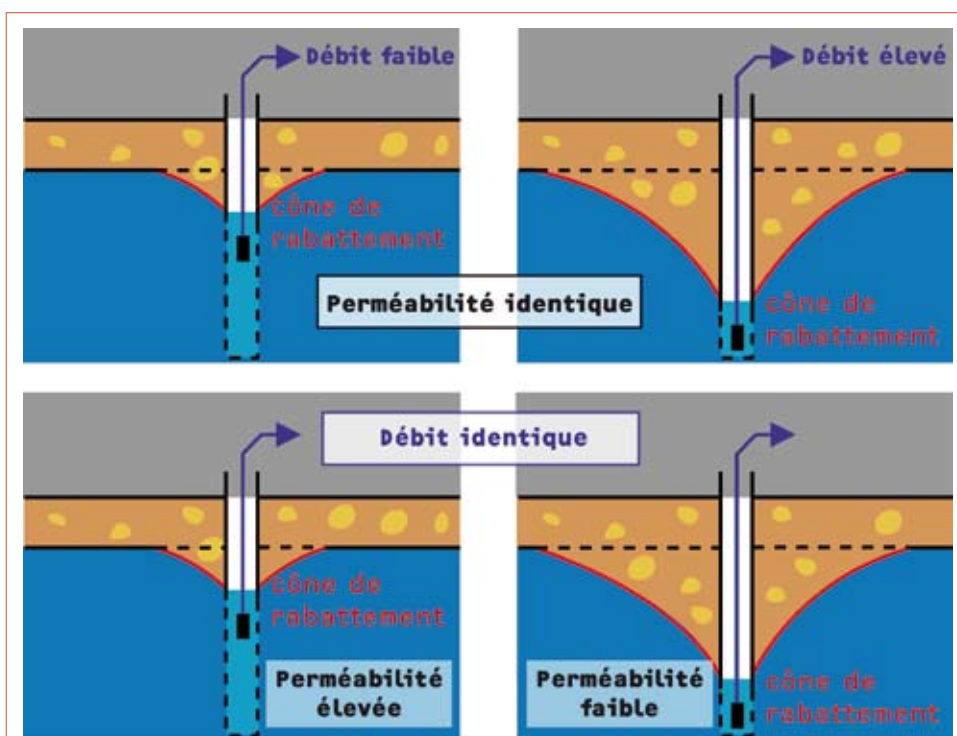 Débit faible
Débit élevé
cône de
rabattement
Perméabilité identique
cône de
rabattement
Débit identique
cône de
rabattement
Perméabilité
élevée
Perméabilité
faible
cône de
rabattement